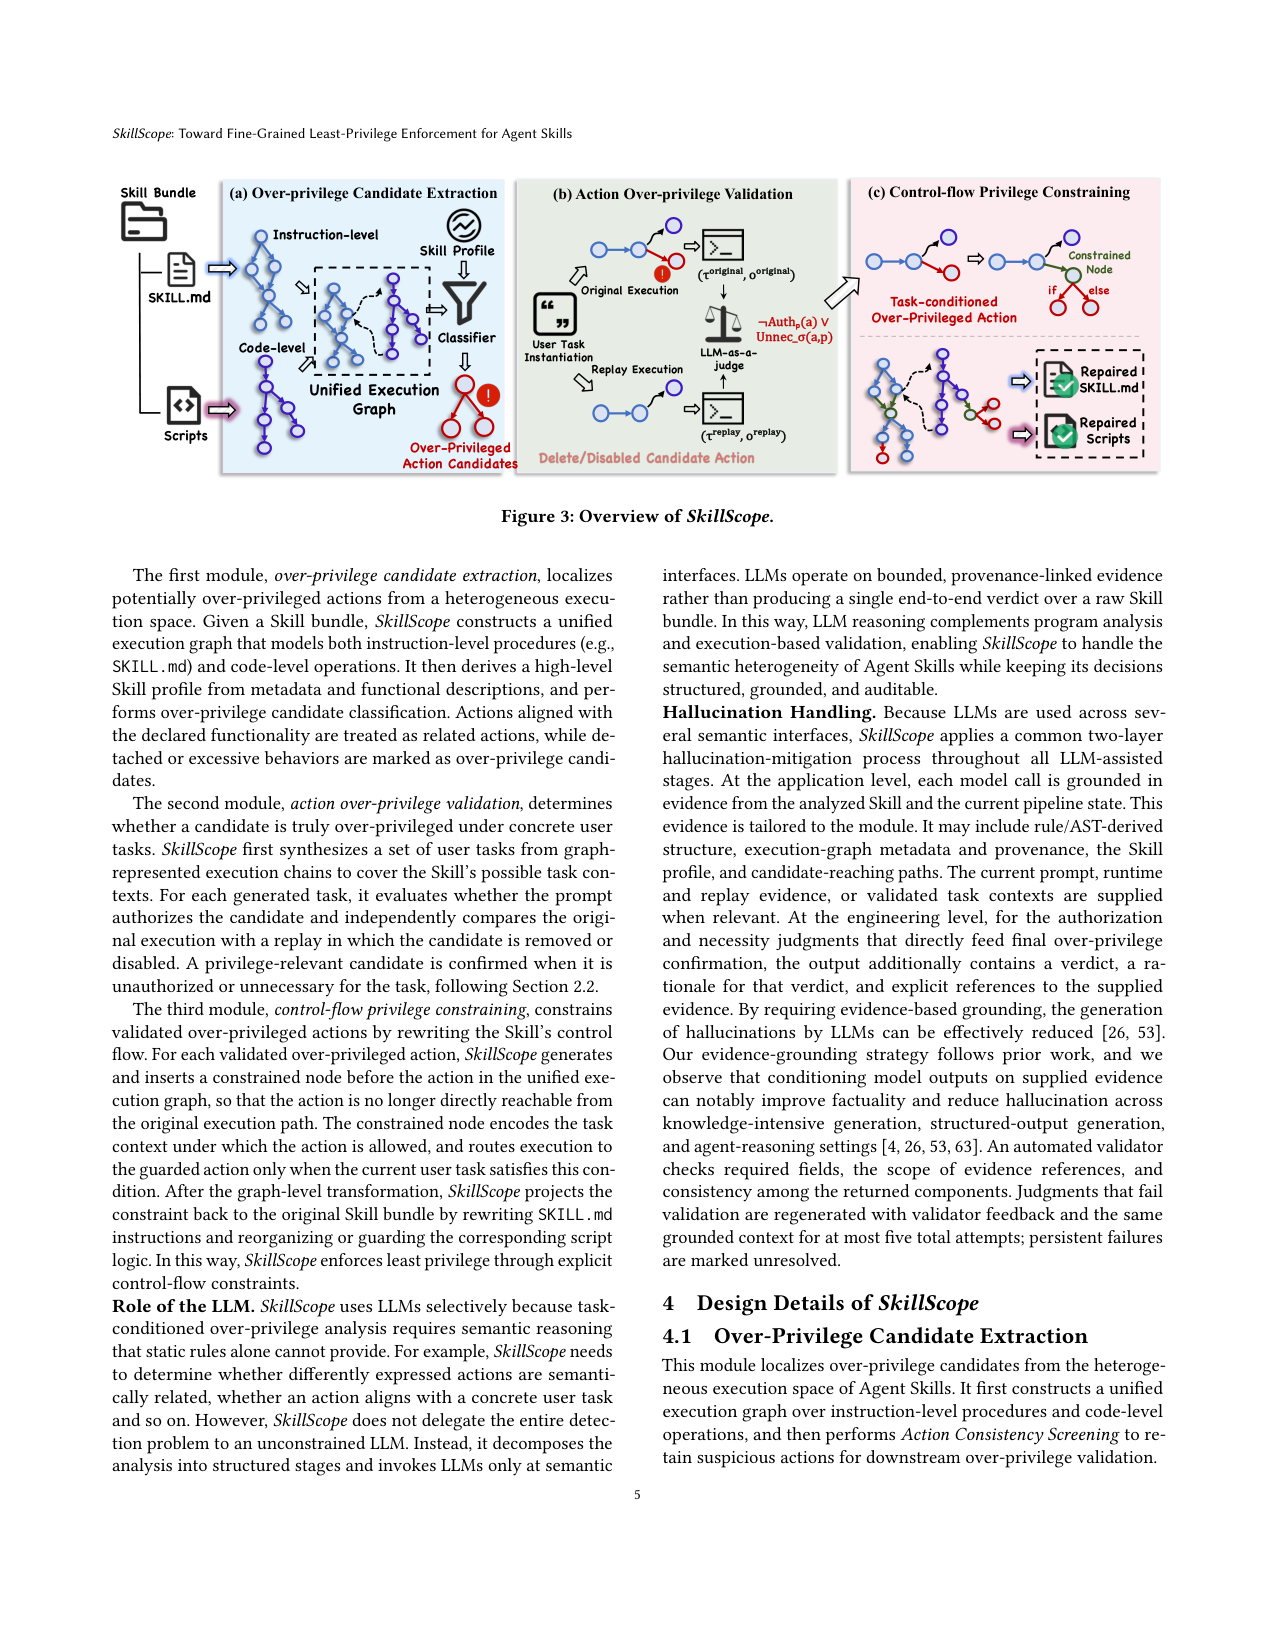 SkillScope: Toward Fine-Grained Least-Privilege Enforcement for Agent Skills
Skill Bundle
SKILL.md
Scripts
(a) Over-privilege Candidate Extraction
Instruction-level
Skill Profile
Code-level
Classifier
Unified Execution
Graph
Over-Privileged
Action Candidates
(b) Action Over-privilege Validation
Original Execution
(τ^original, o^original)
User Task
Instantiation
¬Auth_p(a) ∨
Unnec_σ(a,p)
LLM-as-a-
judge
Replay Execution
(τ^replay, o^replay)
Delete/Disabled Candidate Action
(c) Control-flow Privilege Constraining
Constrained
Node
if
else
Task-conditioned
Over-Privileged Action
Repaired
SKILL.md
Repaired
Scripts
Figure 3: Overview of SkillScope.
The first module, over-privilege candidate extraction, localizes
potentially over-privileged actions from a heterogeneous execu-
tion space. Given a Skill bundle, SkillScope constructs a unified
execution graph that models both instruction-level procedures (e.g.,
SKILL.md) and code-level operations. It then derives a high-level
Skill profile from metadata and functional descriptions, and per-
forms over-privilege candidate classification. Actions aligned with
the declared functionality are treated as related actions, while de-
tached or excessive behaviors are marked as over-privilege candi-
dates.
The second module, action over-privilege validation, determines
whether a candidate is truly over-privileged under concrete user
tasks. SkillScope first synthesizes a set of user tasks from graph-
represented execution chains to cover the Skill's possible task con-
texts. For each generated task, it evaluates whether the prompt
authorizes the candidate and independently compares the origi-
nal execution with a replay in which the candidate is removed or
disabled. A privilege-relevant candidate is confirmed when it is
unauthorized or unnecessary for the task, following Section 2.2.
The third module, control-flow privilege constraining, constrains
validated over-privileged actions by rewriting the Skill's control
flow. For each validated over-privileged action, SkillScope generates
and inserts a constrained node before the action in the unified exe-
cution graph, so that the action is no longer directly reachable from
the original execution path. The constrained node encodes the task
context under which the action is allowed, and routes execution to
the guarded action only when the current user task satisfies this con-
dition. After the graph-level transformation, SkillScope projects the
constraint back to the original Skill bundle by rewriting SKILL.md
instructions and reorganizing or guarding the corresponding script
logic. In this way, SkillScope enforces least privilege through explicit
control-flow constraints.
Role of the LLM. SkillScope uses LLMs selectively because task-
conditioned over-privilege analysis requires semantic reasoning
that static rules alone cannot provide. For example, SkillScope needs
to determine whether differently expressed actions are semanti-
cally related, whether an action aligns with a concrete user task
and so on. However, SkillScope does not delegate the entire detec-
tion problem to an unconstrained LLM. Instead, it decomposes the
analysis into structured stages and invokes LLMs only at semantic
interfaces. LLMs operate on bounded, provenance-linked evidence
rather than producing a single end-to-end verdict over a raw Skill
bundle. In this way, LLM reasoning complements program analysis
and execution-based validation, enabling SkillScope to handle the
semantic heterogeneity of Agent Skills while keeping its decisions
structured, grounded, and auditable.
Hallucination Handling. Because LLMs are used across sev-
eral semantic interfaces, SkillScope applies a common two-layer
hallucination-mitigation process throughout all LLM-assisted
stages. At the application level, each model call is grounded in
evidence from the analyzed Skill and the current pipeline state. This
evidence is tailored to the module. It may include rule/AST-derived
structure, execution-graph metadata and provenance, the Skill
profile, and candidate-reaching paths. The current prompt, runtime
and replay evidence, or validated task contexts are supplied
when relevant. At the engineering level, for the authorization
and necessity judgments that directly feed final over-privilege
confirmation, the output additionally contains a verdict, a ra-
tionale for that verdict, and explicit references to the supplied
evidence. By requiring evidence-based grounding, the generation
of hallucinations by LLMs can be effectively reduced [26, 53].
Our evidence-grounding strategy follows prior work, and we
observe that conditioning model outputs on supplied evidence
can notably improve factuality and reduce hallucination across
knowledge-intensive generation, structured-output generation,
and agent-reasoning settings [4, 26, 53, 63]. An automated validator
checks required fields, the scope of evidence references, and
consistency among the returned components. Judgments that fail
validation are regenerated with validator feedback and the same
grounded context for at most five total attempts; persistent failures
are marked unresolved.
4 Design Details of SkillScope
4.1 Over-Privilege Candidate Extraction
This module localizes over-privilege candidates from the heteroge-
neous execution space of Agent Skills. It first constructs a unified
execution graph over instruction-level procedures and code-level
operations, and then performs Action Consistency Screening to re-
tain suspicious actions for downstream over-privilege validation.
5